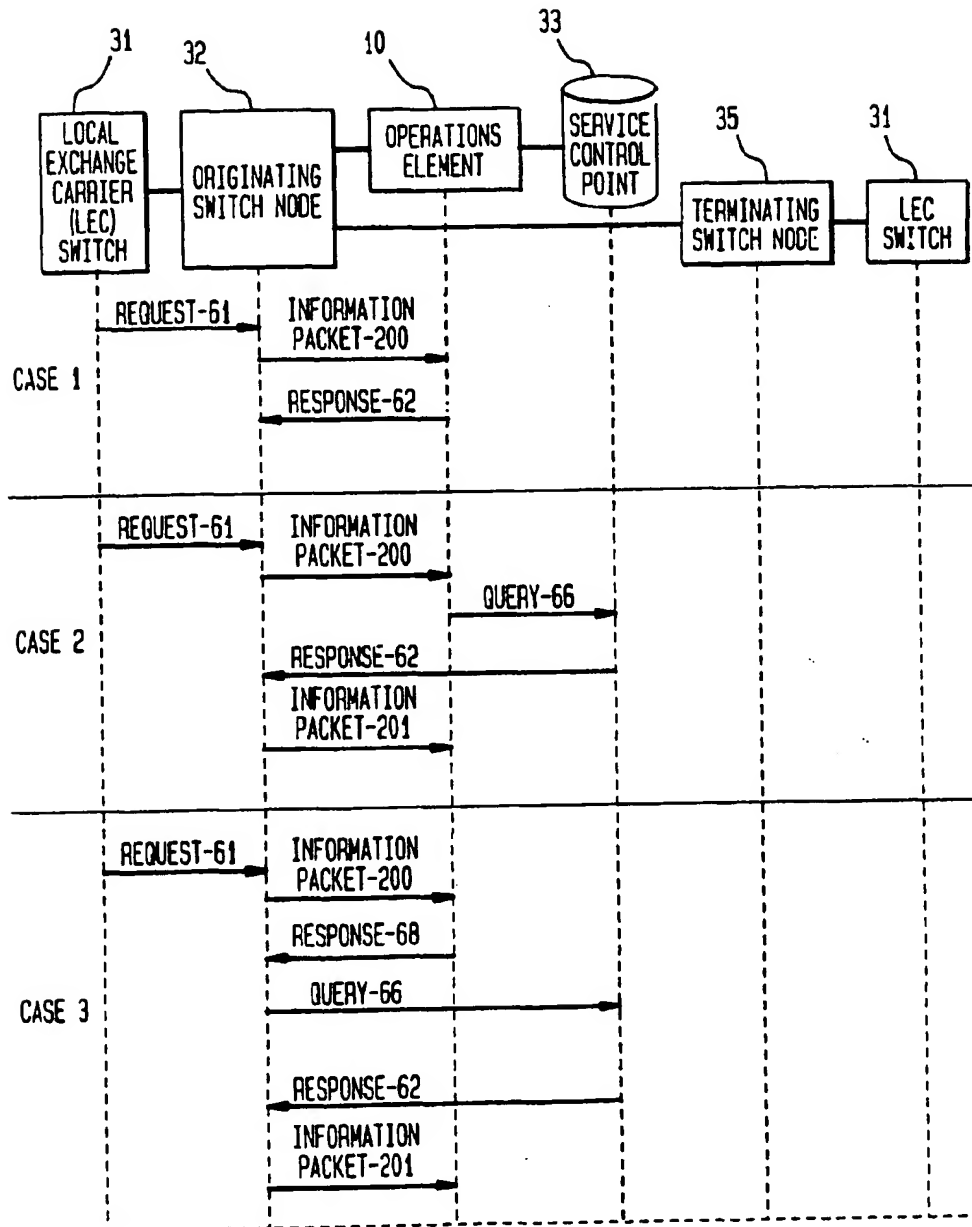 31
32
10
33
35
31
LOCAL
EXCHANGE
CARRIER
(LEC)
SWITCH
ORIGINATING
SWITCH NODE
OPERATIONS
ELEMENT
SERVICE
CONTROL
POINT
TERMINATING
SWITCH NODE
LEC
SWITCH
CASE 1
REQUEST-61
INFORMATION
PACKET-200
RESPONSE-62
CASE 2
REQUEST-61
INFORMATION
PACKET-200
QUERY-66
RESPONSE-62
INFORMATION
PACKET-201
CASE 3
REQUEST-61
INFORMATION
PACKET-200
RESPONSE-68
QUERY-66
RESPONSE-62
INFORMATION
PACKET-201